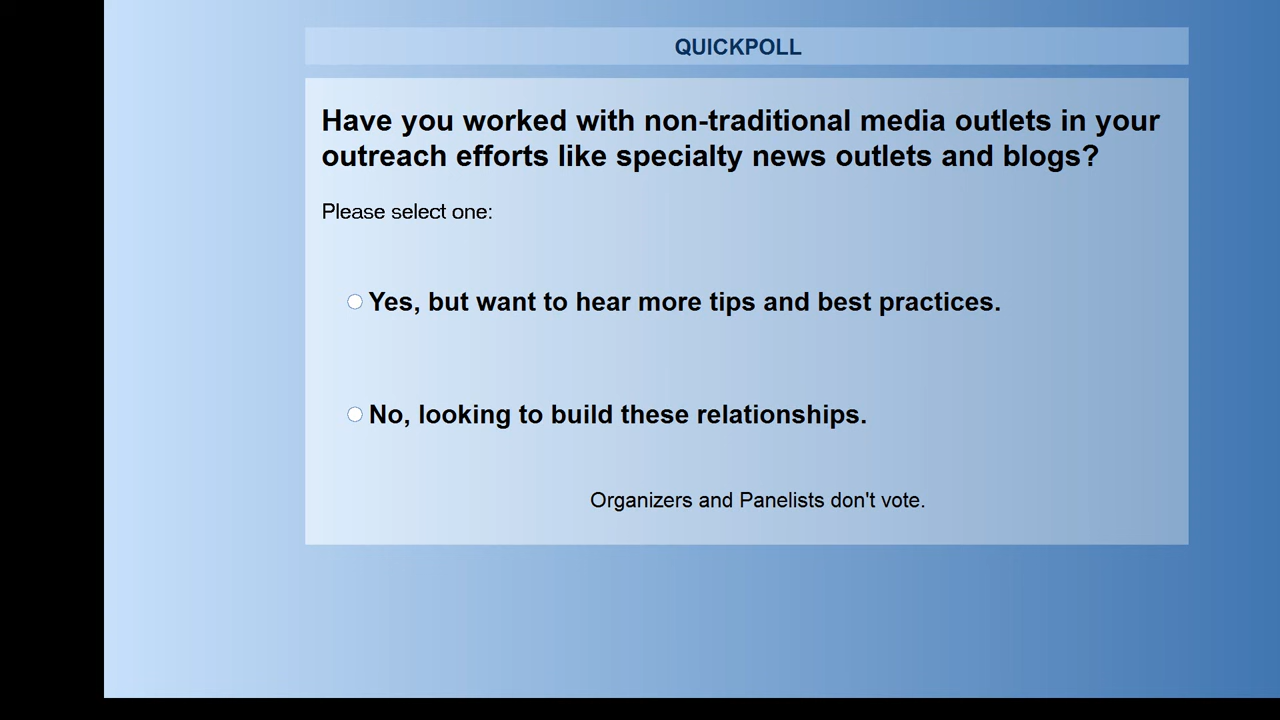 QUICKPOLL
Have you worked with non-traditional media outlets in your
outreach efforts like specialty news outlets and blogs?
Please select one:
Yes, but want to hear more tips and best practices.
No, looking to build these relationships.
Organizers and Panelists don't vote.